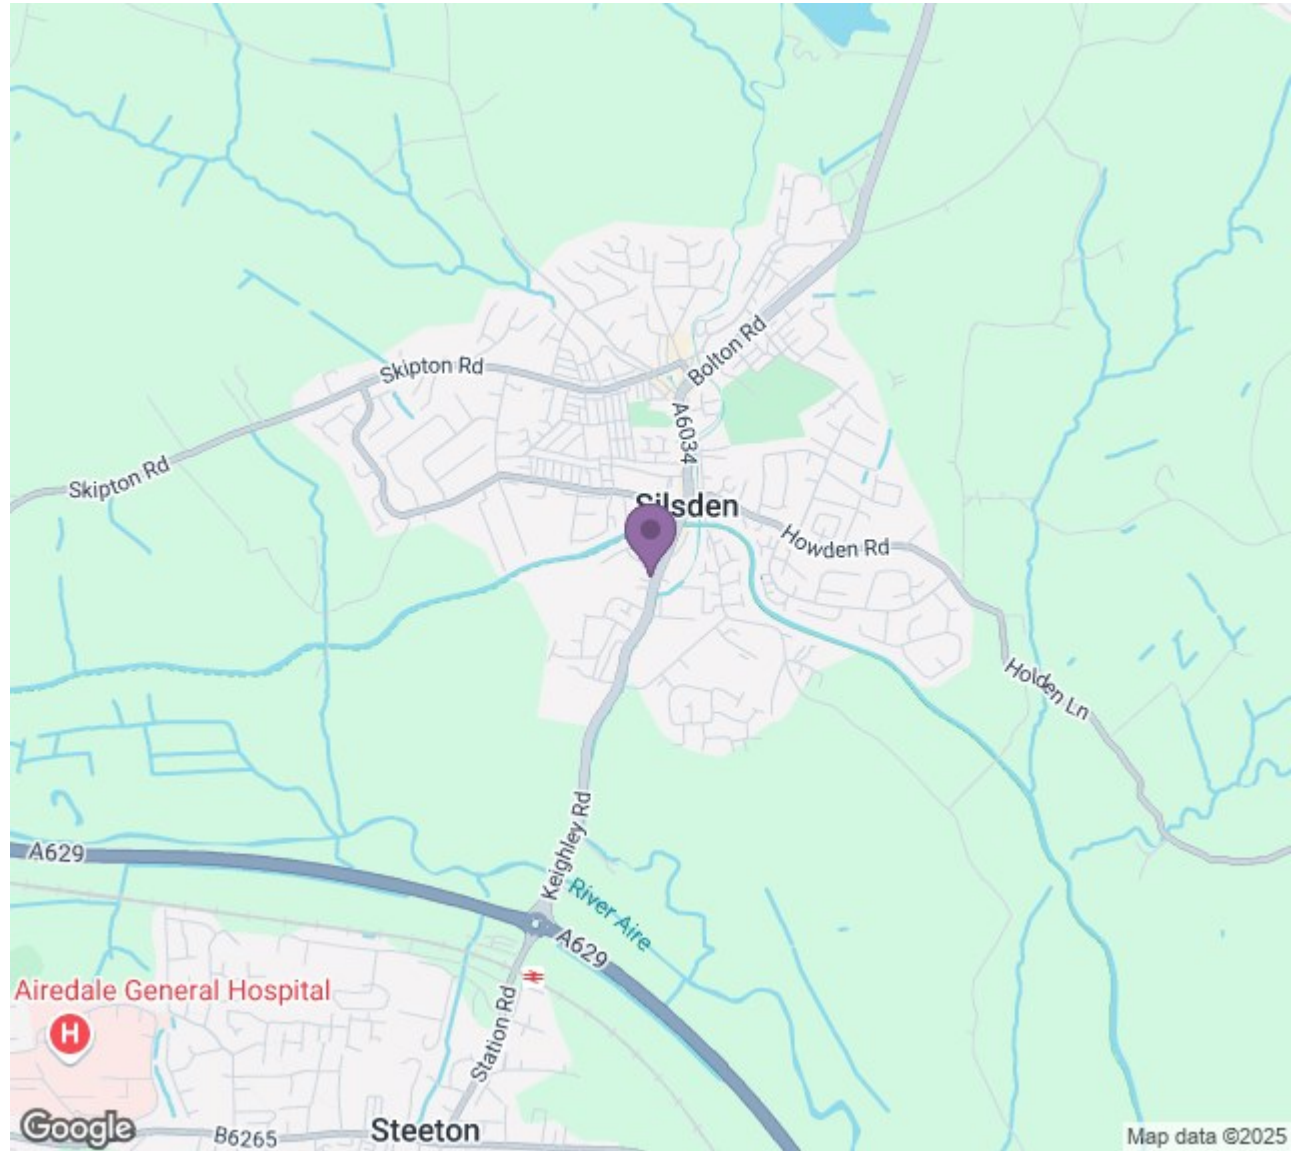 Skipton Rd
Bolton Rd
A6034
Skipton Rd
Silsden
Howden Rd
Holden Ln
Keighley Rd
A629
River Aire
A629
Airedale General Hospital
H
Station Rd
Steeton
B6265
Google
Map data ©2025